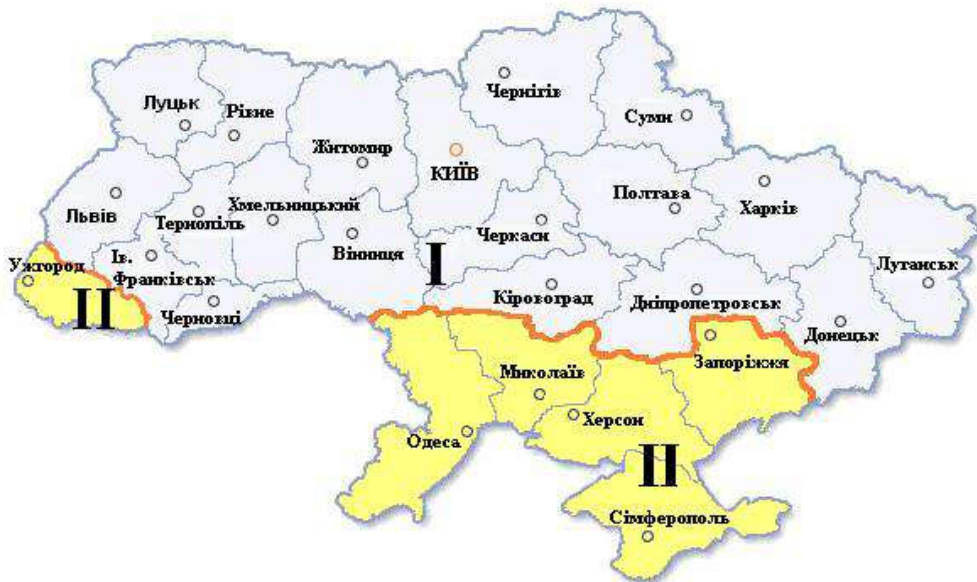 Чернігів
Луцьк
Рівне
Суми
Житомир
КИЇВ
Полтава
Харків
Львів
Тернопіль
Хмельницький
Черкаси
Вінниця
I
Ів.
Франківськ
Ужгород
Луганськ
II
Черновці
Кіровоград
Дніпропетровськ
Донецьк
Миколаїв
Запоріжжя
Херсон
Одеса
II
Сімферополь